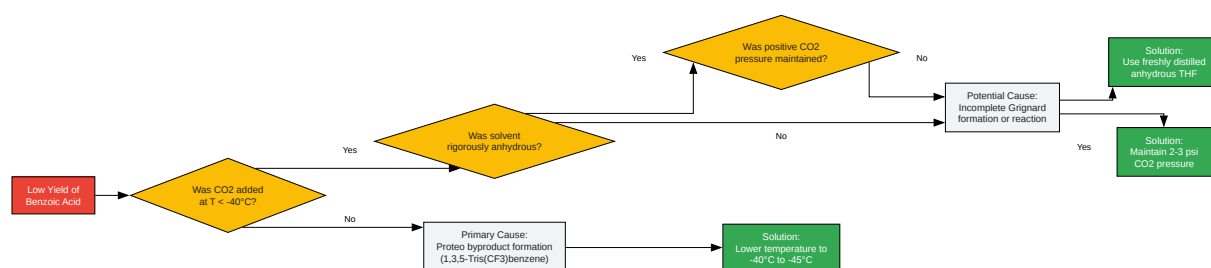 Low Yield of
Benzoic Acid
Was CO2 added
at T < -40°C?
Yes
No
Was solvent
rigorously anhydrous?
Yes
No
Was positive CO2
pressure maintained?
No
Potential Cause:
Incomplete Grignard
formation or reaction
Yes
Solution:
Use freshly distilled
anhydrous THF
Solution:
Maintain 2-3 psi
CO2 pressure
Primary Cause:
Proteo byproduct formation
(1,3,5-Tris(CF3)benzene)
Solution:
Lower temperature to
-40°C to -45°C